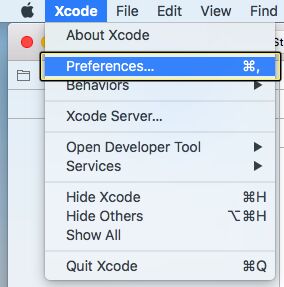 Xcode File Edit View Find
About Xcode
Preferences... ⌘,
Behaviors
Xcode Server...
Open Developer Tool
Services
Hide Xcode ⌘H
Hide Others ⌥⌘H
Show All
Quit Xcode ⌘Q